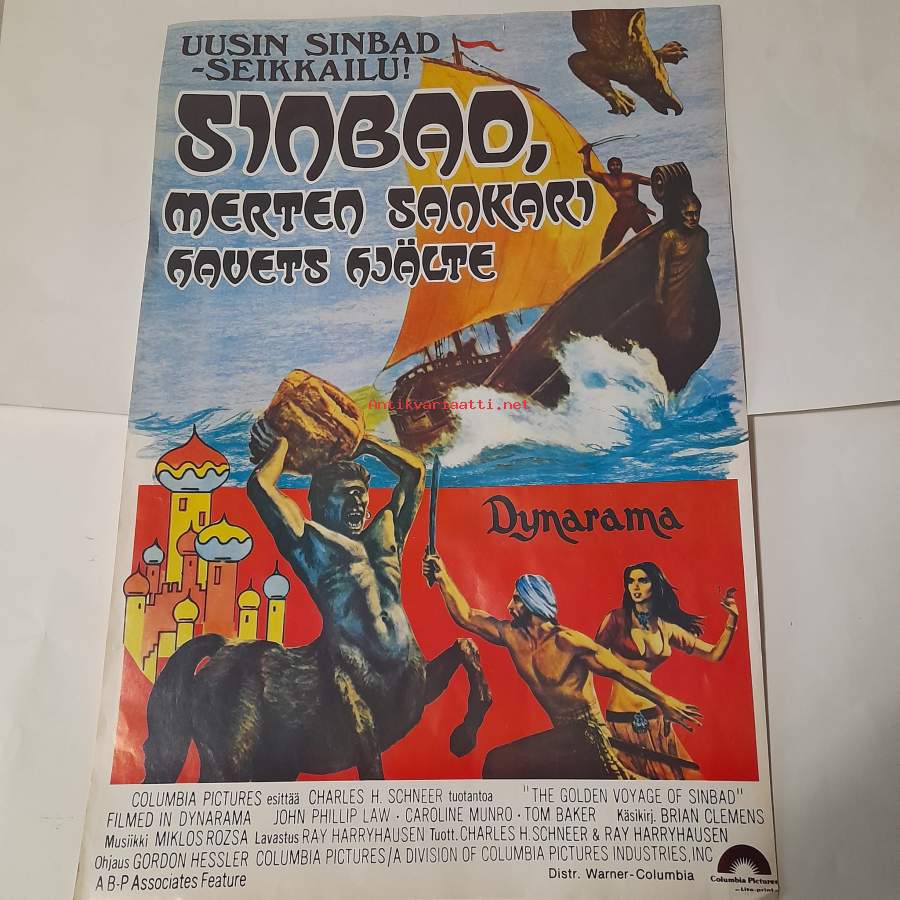 UUSIN SINBAD
-SEIKKAILU!
SINBAD,
MERTEN SANKARI
HAVETS HJÄLTE
Antikvariaatti.net
Dynarama
COLUMBIA PICTURES esittää CHARLES H. SCHNEER tuotantoa "THE GOLDEN VOYAGE OF SINBAD"
FILMED IN DYNARAMA JOHN PHILLIP LAW · CAROLINE MUNRO · TOM BAKER Käsikirj. BRIAN CLEMENS
Musiikki MIKLOS ROZSA Lavastus RAY HARRYHAUSEN Tuott. CHARLES H. SCHNEER & RAY HARRYHAUSEN
Ohjaus GORDON HESSLER COLUMBIA PICTURES/A DIVISION OF COLUMBIA PICTURES INDUSTRIES, INC
A B-P Associates Feature
Distr. Warner-Columbia
Columbia Pictures
-Lito-print-